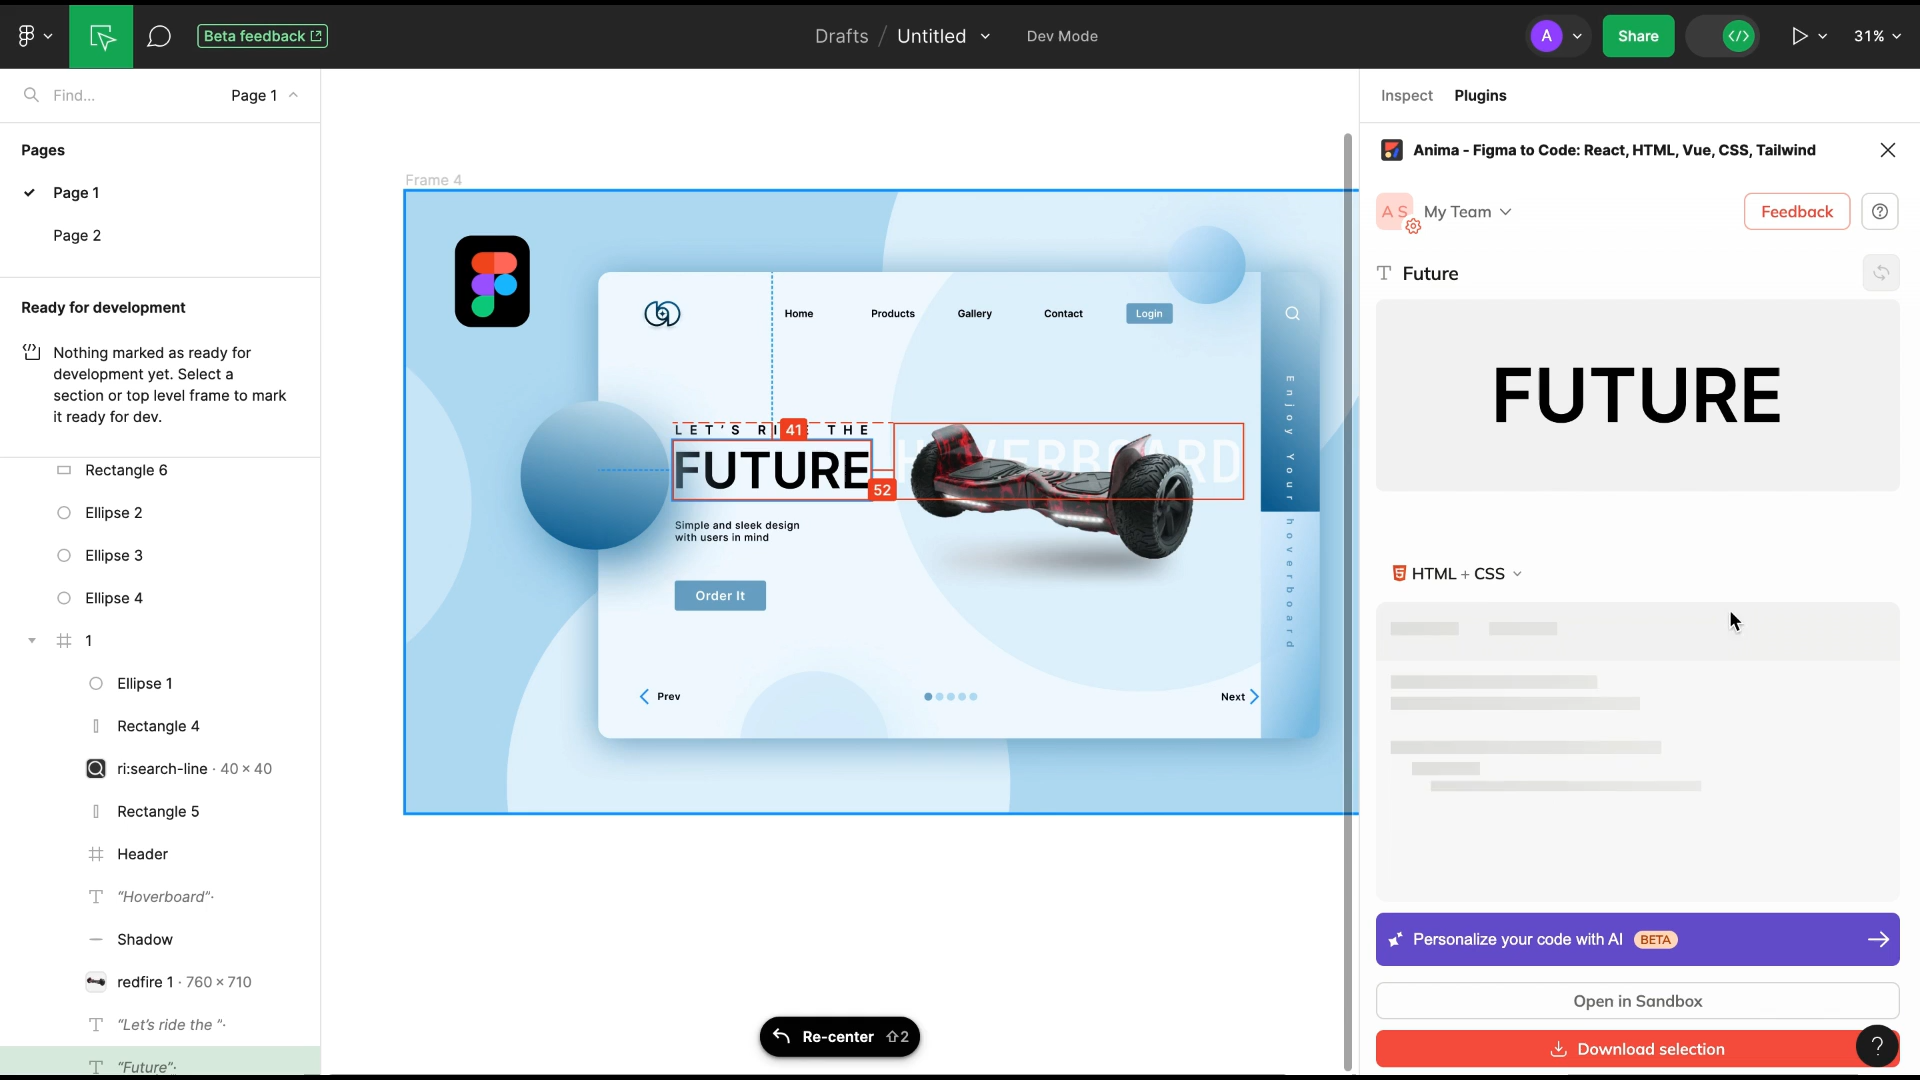 Beta feedback
Drafts / Untitled
Dev Mode
A
Share
</>
31%
Find...
Page 1
Pages
Page 1
Page 2
Ready for development
Nothing marked as ready for
development yet. Select a
section or top level frame to mark
it ready for dev.
Rectangle 6
Ellipse 2
Ellipse 3
Ellipse 4
1
Ellipse 1
Rectangle 4
ri:search-line · 40 × 40
Rectangle 5
Header
“Hoverboard”·
Shadow
redfire 1 · 760 × 710
“Let’s ride the ”·
“Future”·
Frame 4
Home
Products
Gallery
Contact
Login
LET’S RI THE
41
FUTURE
52
HOVERBOARD
Simple and sleek design
with users in mind
Order It
Prev
Next
Enjoy Your hoverboard
Re-center ⇧2
Inspect
Plugins
Anima - Figma to Code: React, HTML, Vue, CSS, Tailwind
A S
My Team
Feedback
?
T Future
FUTURE
HTML + CSS
Personalize your code with AI BETA
Open in Sandbox
Download selection
?